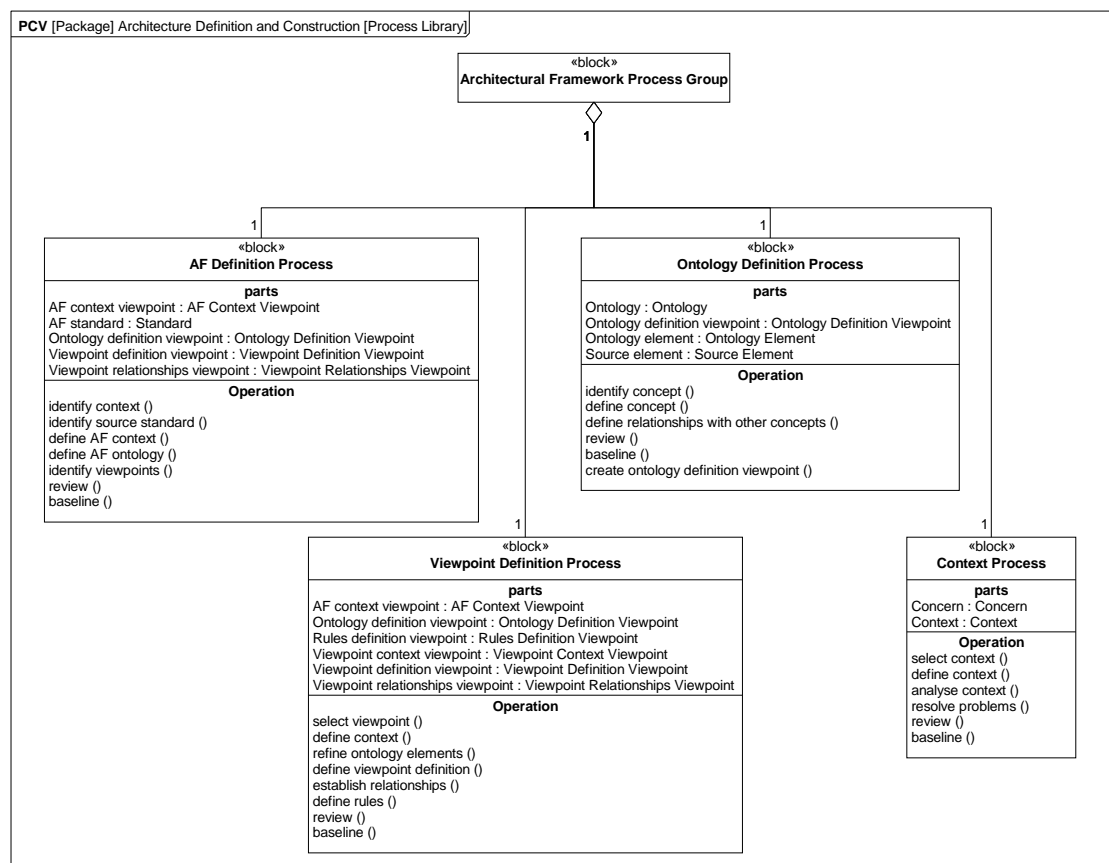 PCV [Package] Architecture Definition and Construction [Process Library]
«block»
Architectural Framework Process Group
1
1
«block»
AF Definition Process
parts
AF context viewpoint : AF Context Viewpoint
AF standard : Standard
Ontology definition viewpoint : Ontology Definition Viewpoint
Viewpoint definition viewpoint : Viewpoint Definition Viewpoint
Viewpoint relationships viewpoint : Viewpoint Relationships Viewpoint
Operation
identify context ()
identify source standard ()
define AF context ()
define AF ontology ()
identify viewpoints ()
review ()
baseline ()
1
«block»
Ontology Definition Process
parts
Ontology : Ontology
Ontology definition viewpoint : Ontology Definition Viewpoint
Ontology element : Ontology Element
Source element : Source Element
Operation
identify concept ()
define concept ()
define relationships with other concepts ()
review ()
baseline ()
create ontology definition viewpoint ()
1
«block»
Viewpoint Definition Process
parts
AF context viewpoint : AF Context Viewpoint
Ontology definition viewpoint : Ontology Definition Viewpoint
Rules definition viewpoint : Rules Definition Viewpoint
Viewpoint context viewpoint : Viewpoint Context Viewpoint
Viewpoint definition viewpoint : Viewpoint Definition Viewpoint
Viewpoint relationships viewpoint : Viewpoint Relationships Viewpoint
Operation
select viewpoint ()
define context ()
refine ontology elements ()
define viewpoint definition ()
establish relationships ()
define rules ()
review ()
baseline ()
1
«block»
Context Process
parts
Concern : Concern
Context : Context
Operation
select context ()
define context ()
analyse context ()
resolve problems ()
review ()
baseline ()